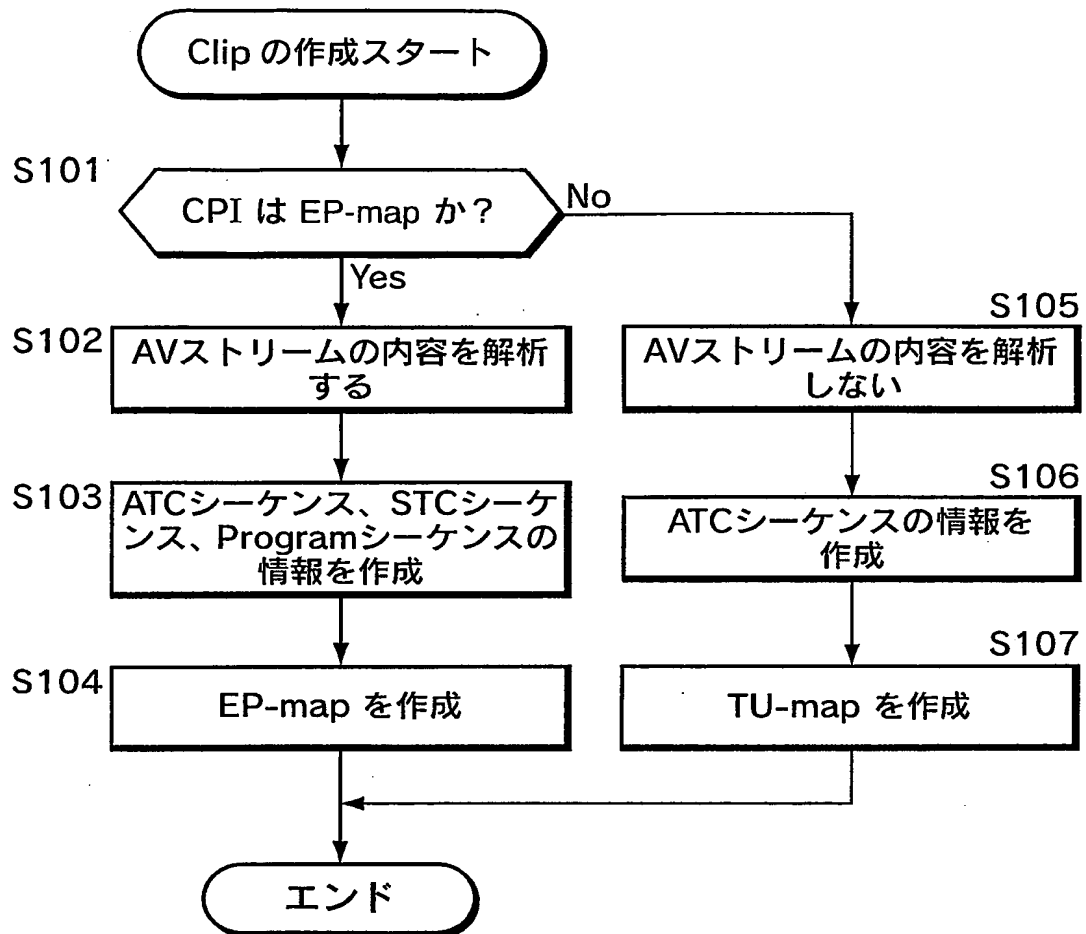 Clip の作成スタート
S101
CPI は EP-map か？
No
Yes
S102
AVストリームの内容を解析
する
S103
ATCシーケンス、STCシーケ
ンス、Programシーケンスの
情報を作成
S104
EP-map を作成
S105
AVストリームの内容を解析
しない
S106
ATCシーケンスの情報を
作成
S107
TU-map を作成
エンド